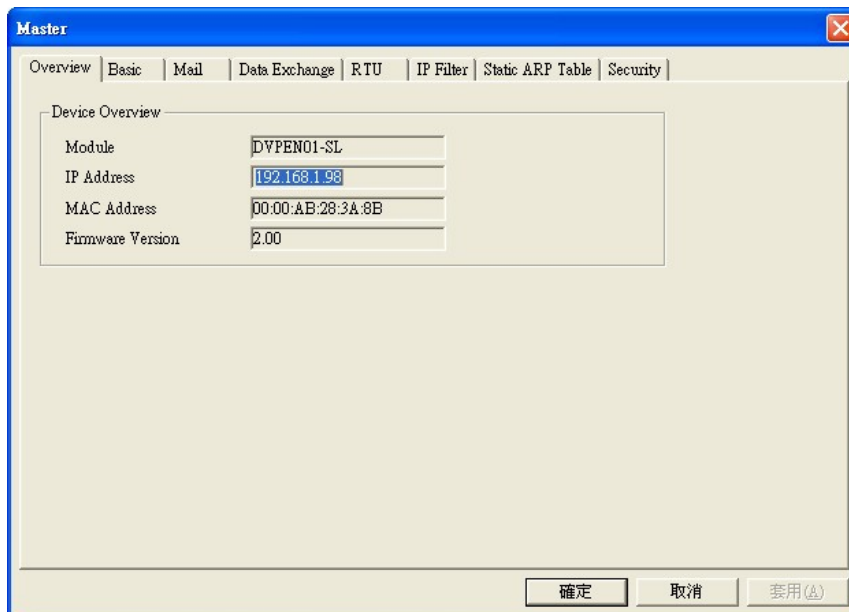 Master
Overview Basic Mail Data Exchange RTU IP Filter Static ARP Table Security
Device Overview
Module DVPEN01-SL
IP Address 192.168.1.98
MAC Address 00:00:AB:28:3A:8B
Firmware Version 2.00
確定 取消 套用(A)